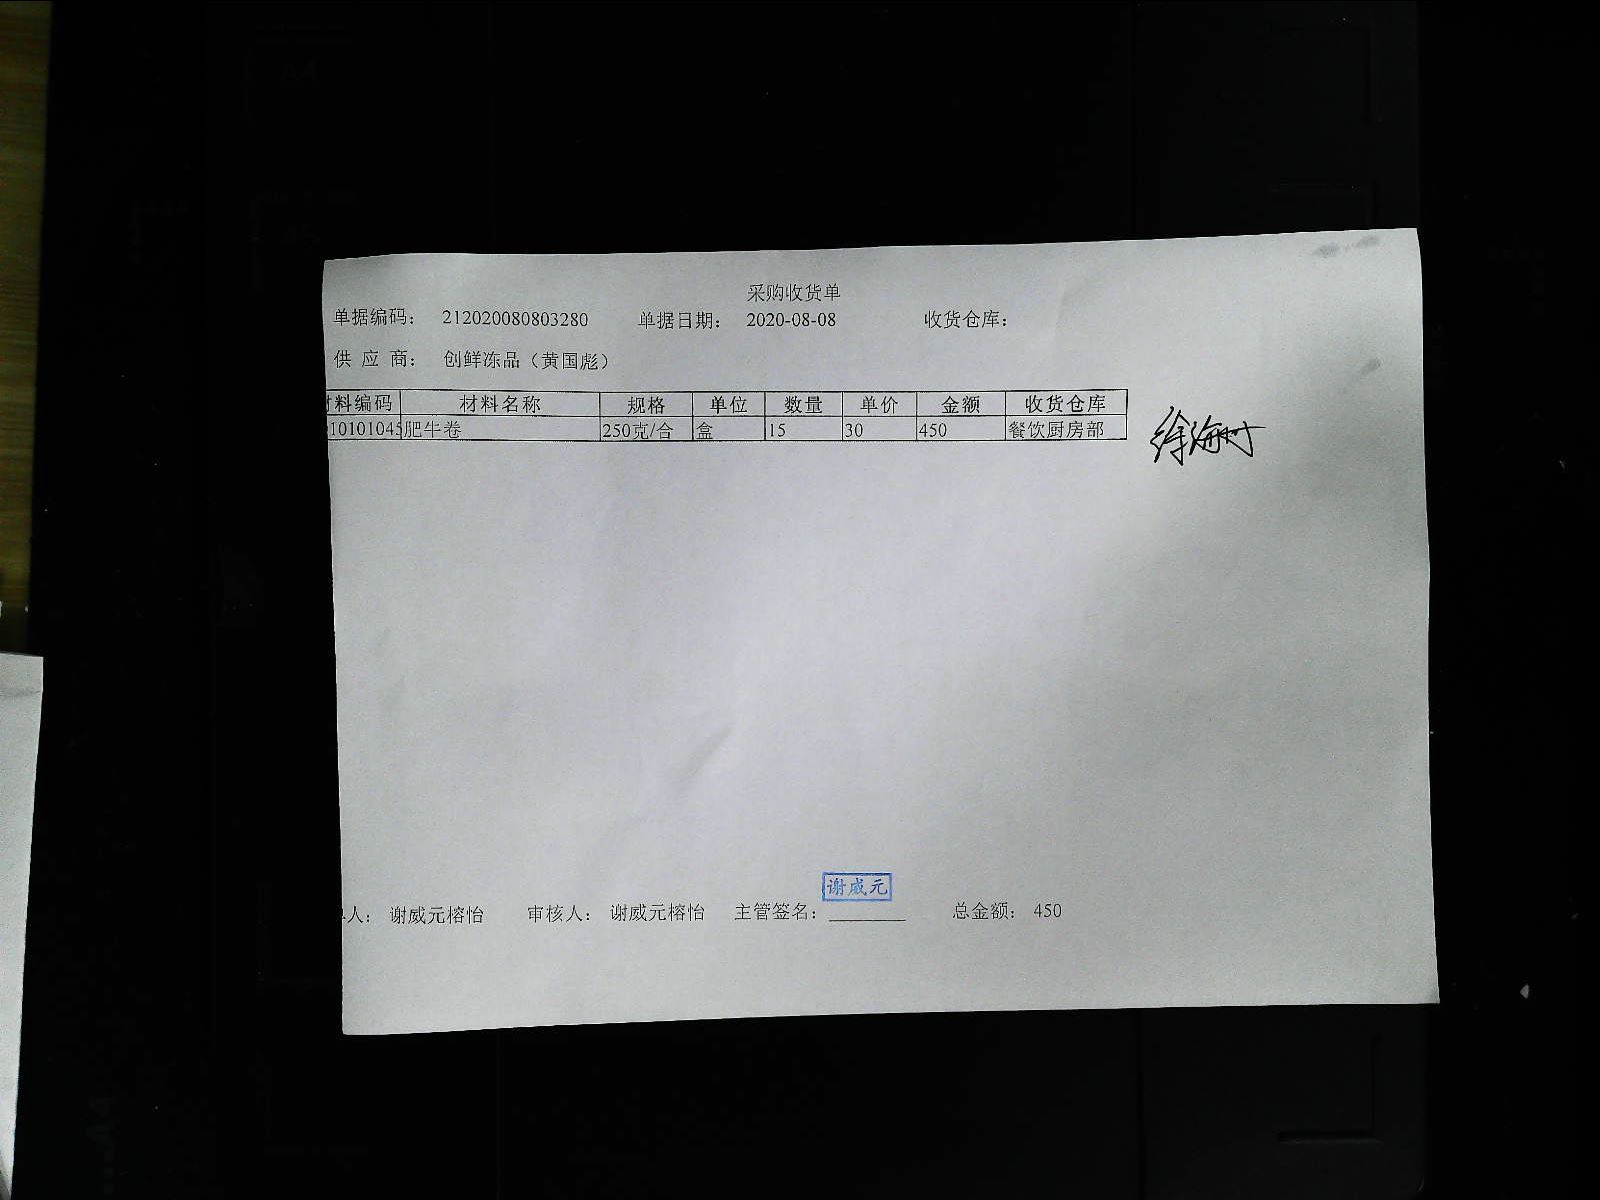 采购收货单
单据编码： 212020080803280 单据日期： 2020-08-08 收货仓库：
供 应 商： 创鲜冻品（黄国彪）
材料编码 材料名称 规格 单位 数量 单价 金额 收货仓库
10101045 肥牛卷 250克/合 盒 15 30 450 餐饮厨房部
谢威元
人： 谢威元榕怡 审核人： 谢威元榕怡 主管签名： 总金额： 450